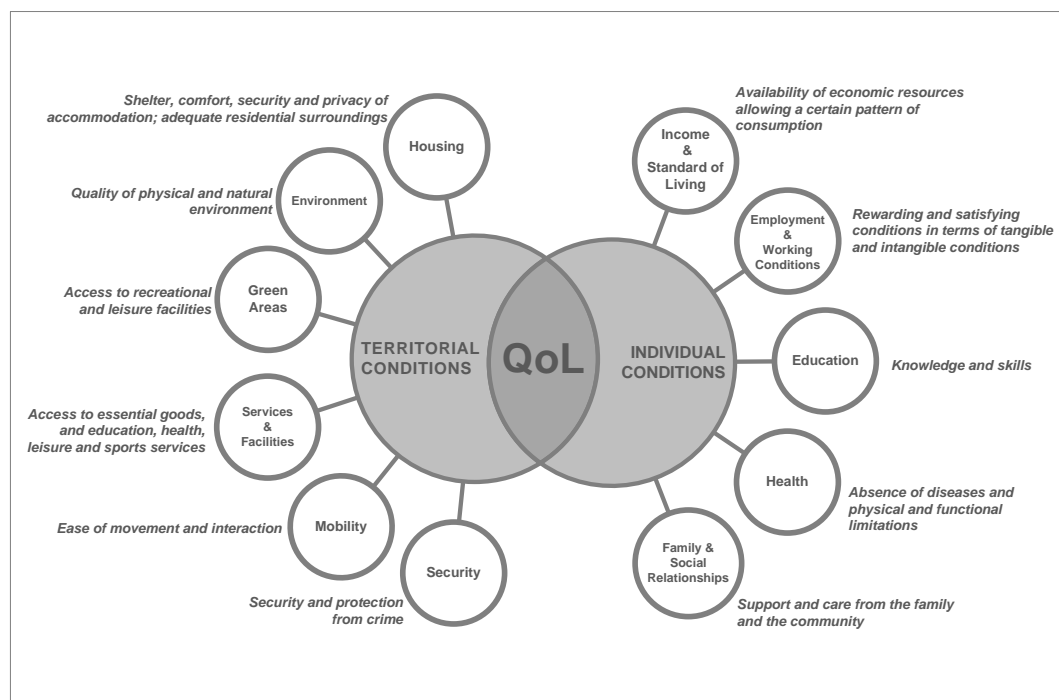 Shelter, comfort, security and privacy of
accommodation; adequate residential surroundings
Housing
Quality of physical and natural
environment
Environment
Access to recreational
and leisure facilities
Green
Areas
Access to essential goods,
and education, health,
leisure and sports services
Services
&
Facilities
Ease of movement and interaction
Mobility
Security and protection
from crime
Security
TERRITORIAL
CONDITIONS
QoL
INDIVIDUAL
CONDITIONS
Income
&
Standard of
Living
Availability of economic resources
allowing a certain pattern of
consumption
Employment
&
Working
Conditions
Rewarding and satisfying
conditions in terms of tangible
and intangible conditions
Education
Knowledge and skills
Health
Absence of diseases and
physical and functional
limitations
Family &
Social
Relationships
Support and care from the family
and the community